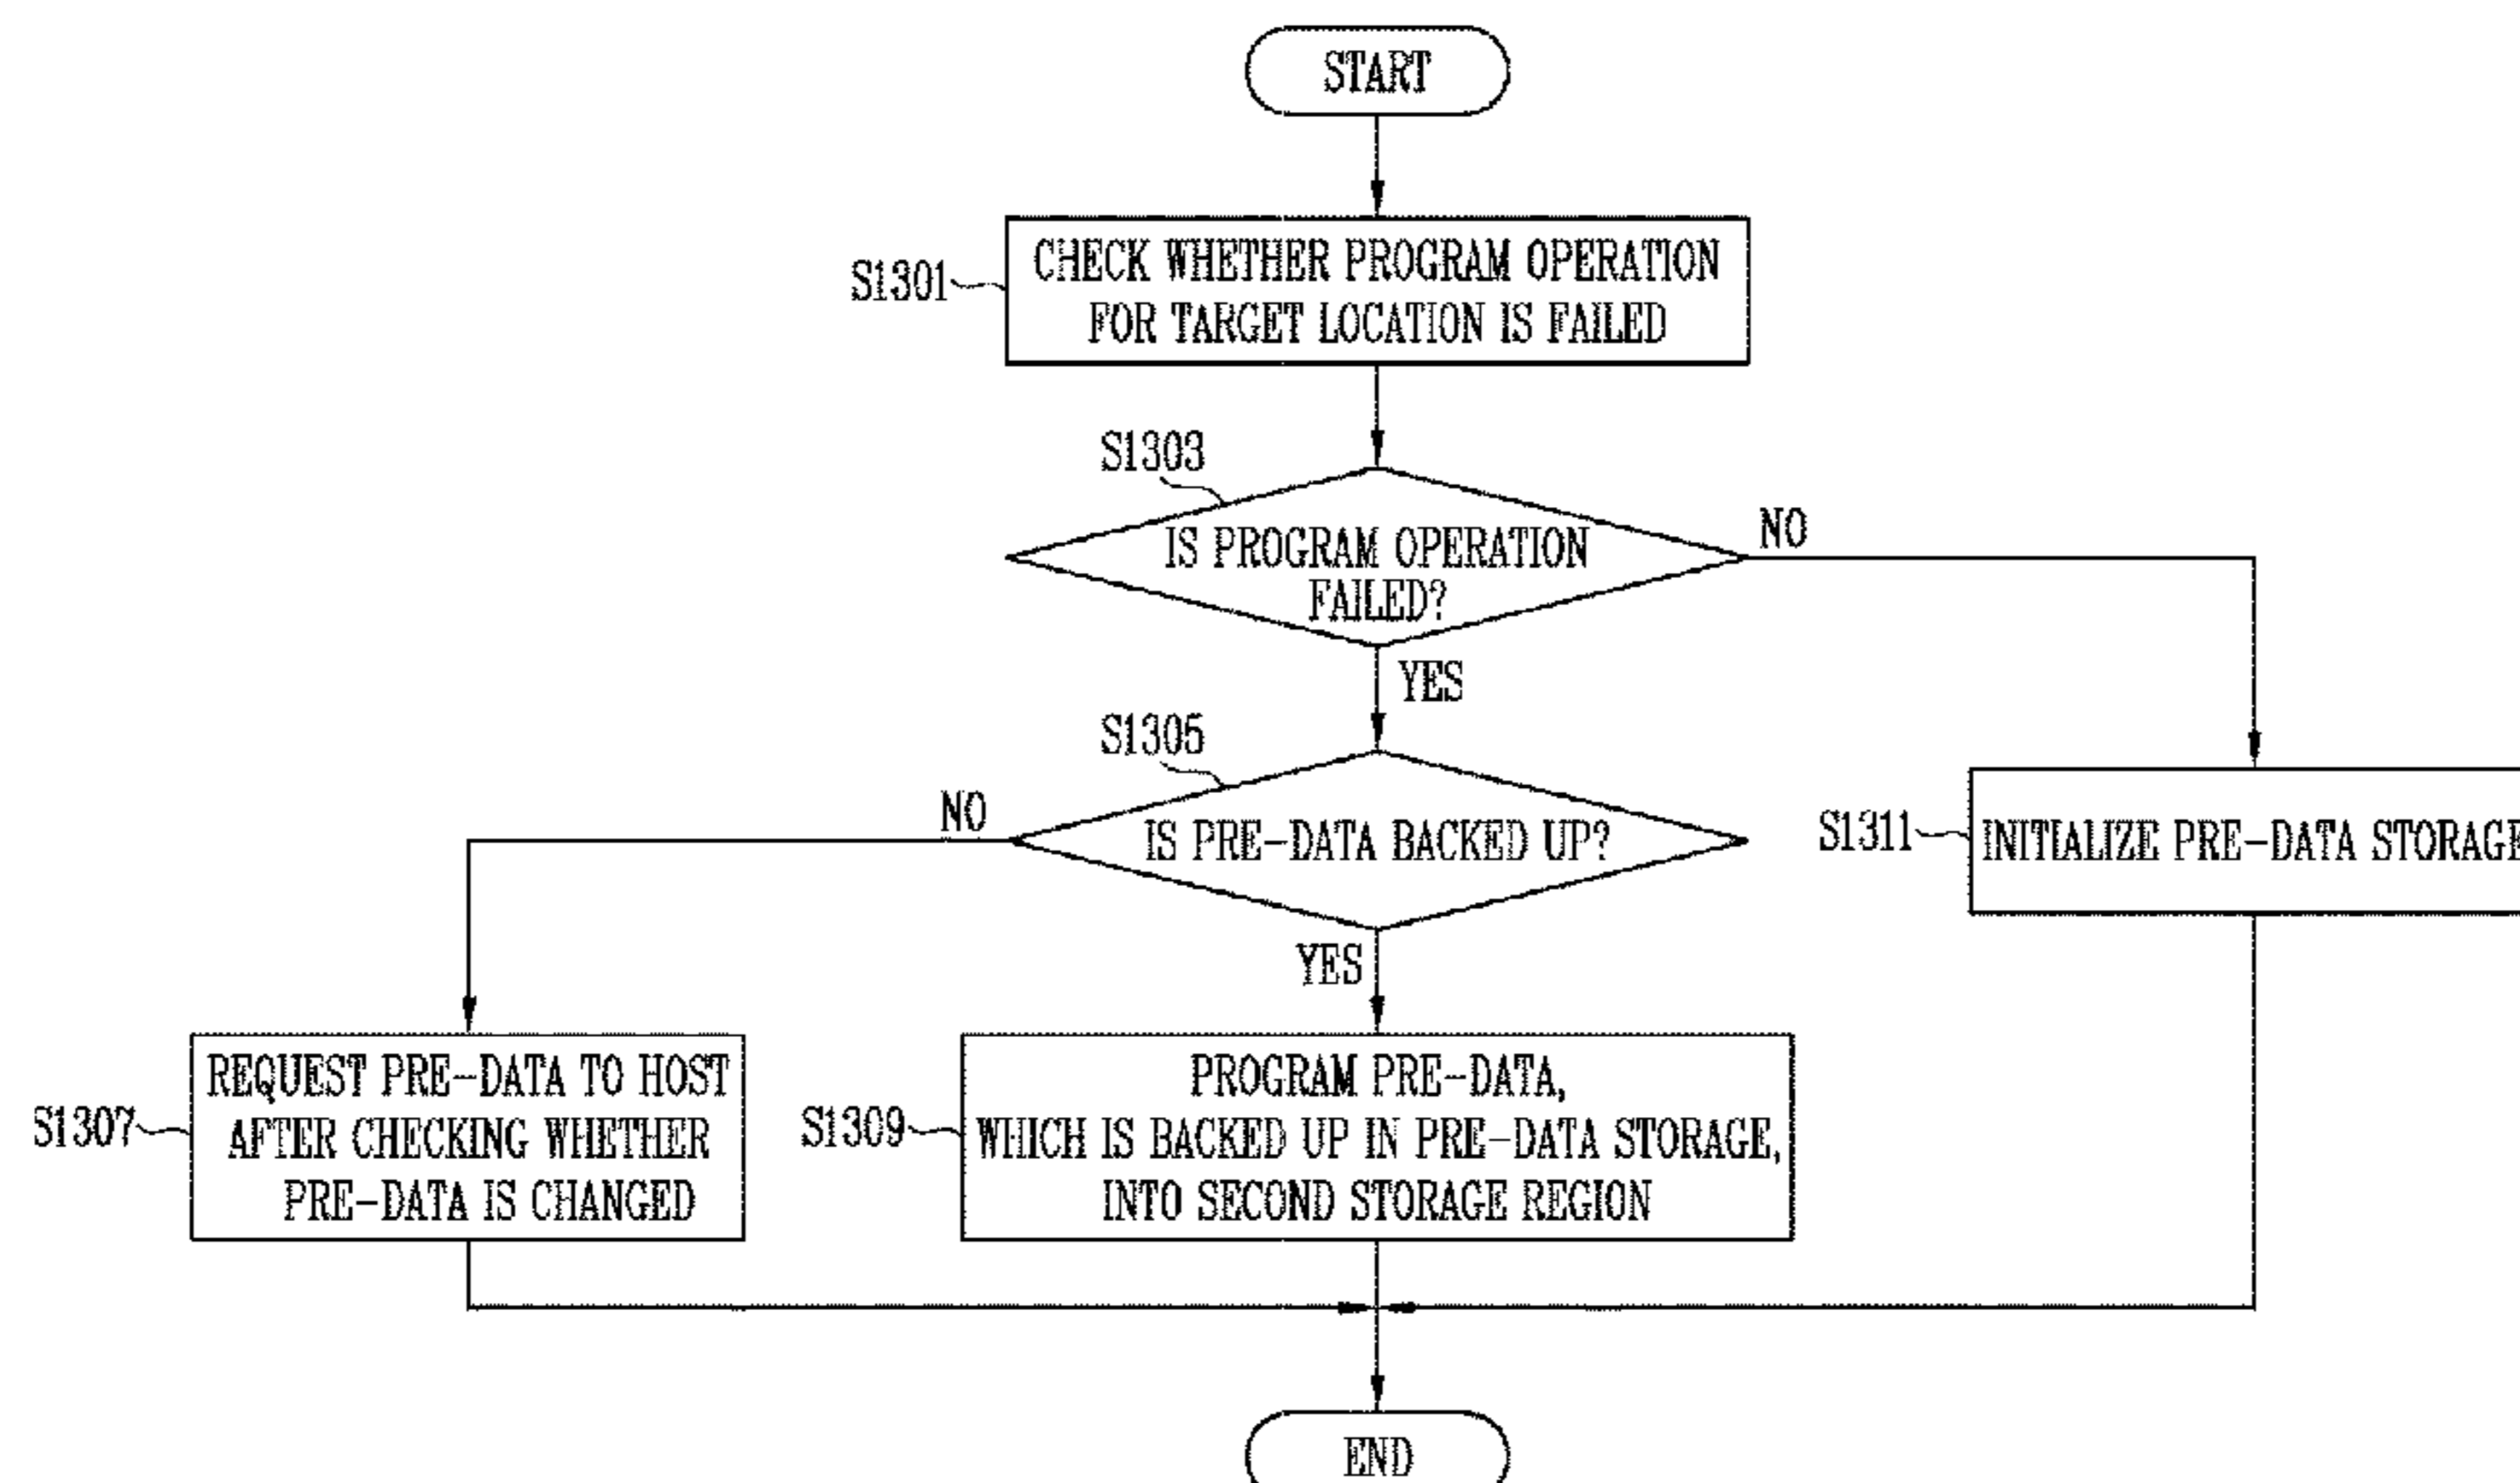 START
S1301
CHECK WHETHER PROGRAM OPERATION
FOR TARGET LOCATION IS FAILED
S1303
IS PROGRAM OPERATION
FAILED?
NO
YES
S1305
IS PRE-DATA BACKED UP?
NO
YES
S1311
INITIALIZE PRE-DATA STORAGE
S1307
REQUEST PRE-DATA TO HOST
AFTER CHECKING WHETHER
PRE-DATA IS CHANGED
S1309
PROGRAM PRE-DATA,
WHICH IS BACKED UP IN PRE-DATA STORAGE,
INTO SECOND STORAGE REGION
END